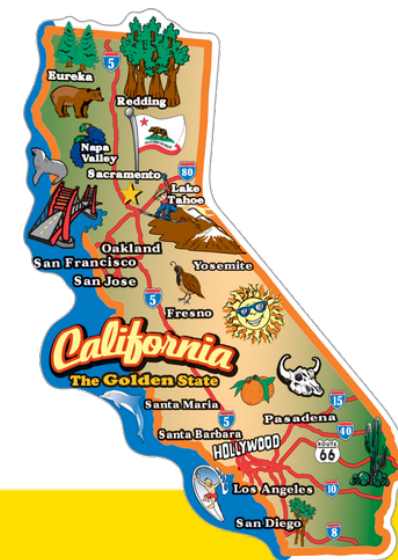 5
Eureka
Redding
Napa
Valley
Sacramento
80
Lake
Tahoe
Oakland
San Francisco
Yosemite
San Jose
5
Fresno
California
The Golden State
Santa Maria
15
5
Pasadena
40
Santa Barbara
HOLLYWOOD
ROUTE
66
Los Angeles
10
San Diego
8